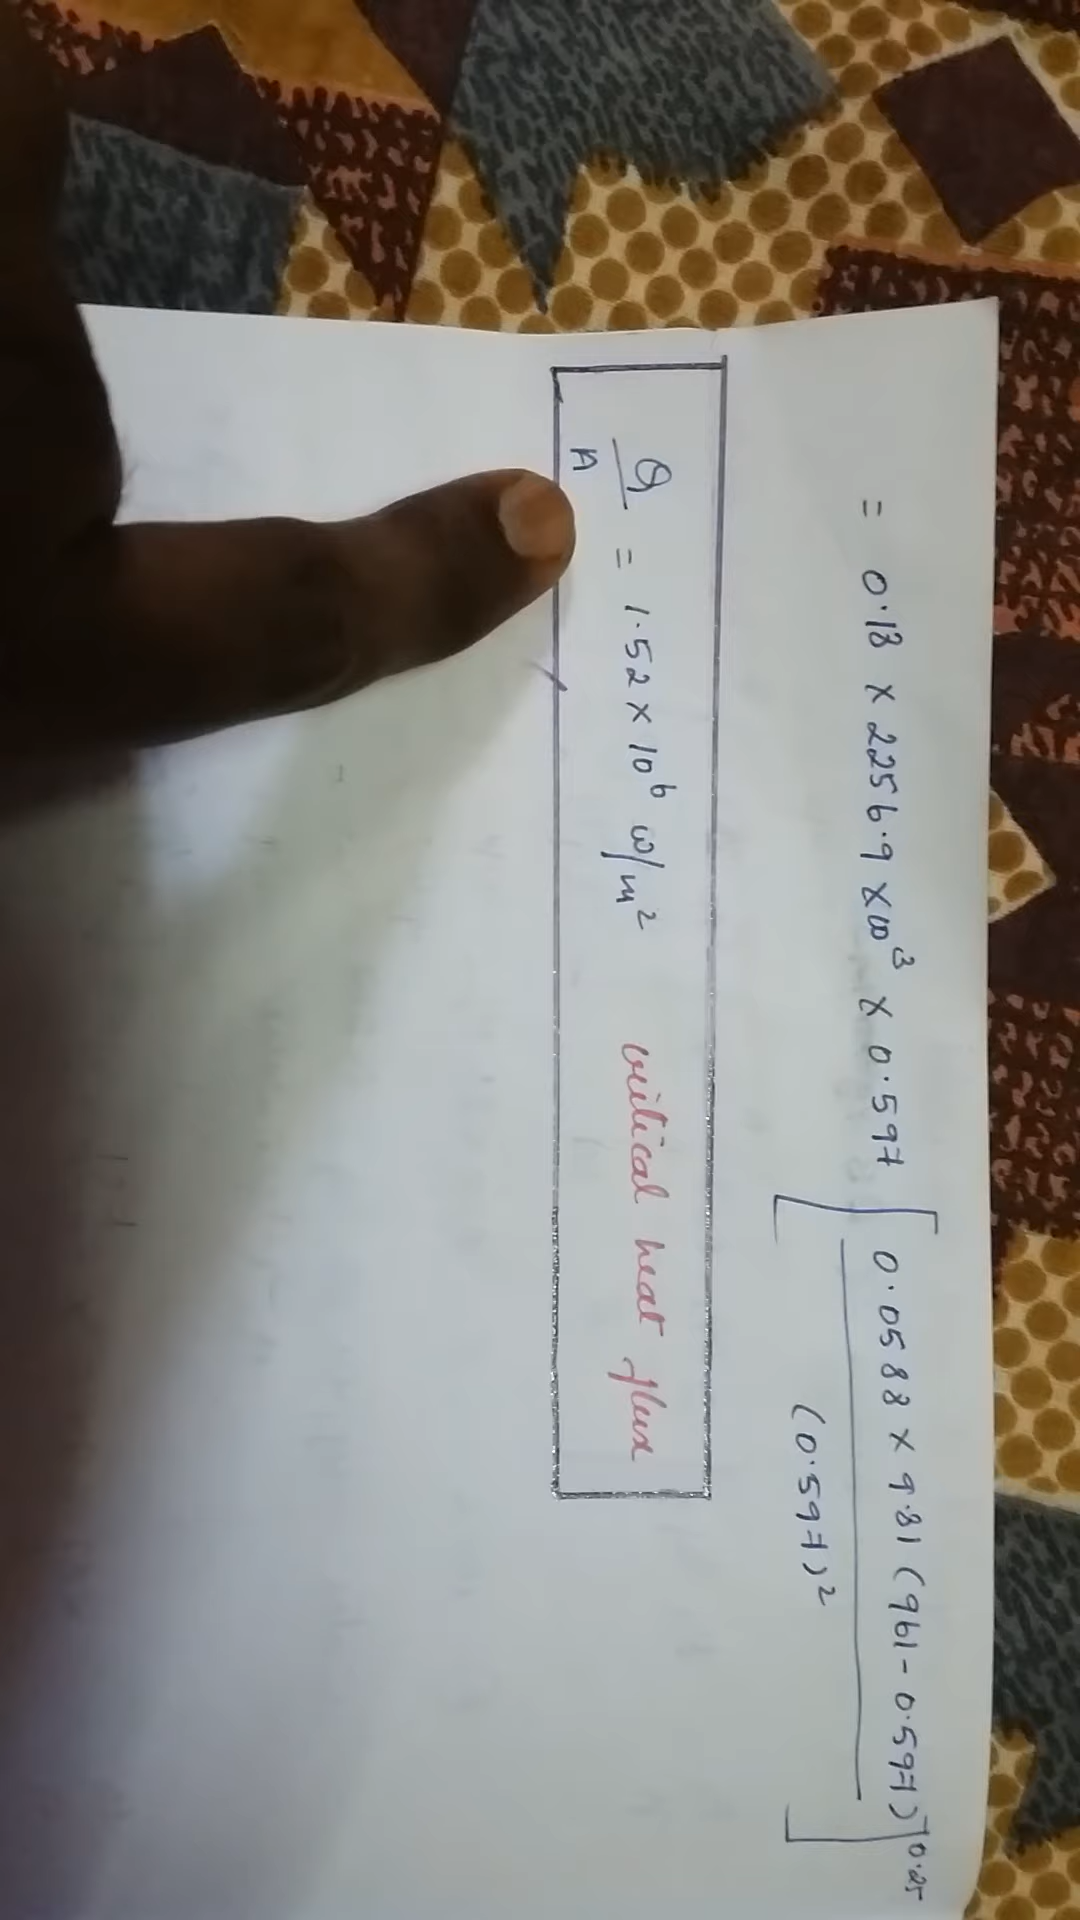 = 0.18 × 2256.9 × 10³ × 0.597 [ 0.0588 × 9.81 (961 - 0.597) / (0.597)² ]^0.25
Q/A = 1.52 × 10⁶ W/m² critical heat flux